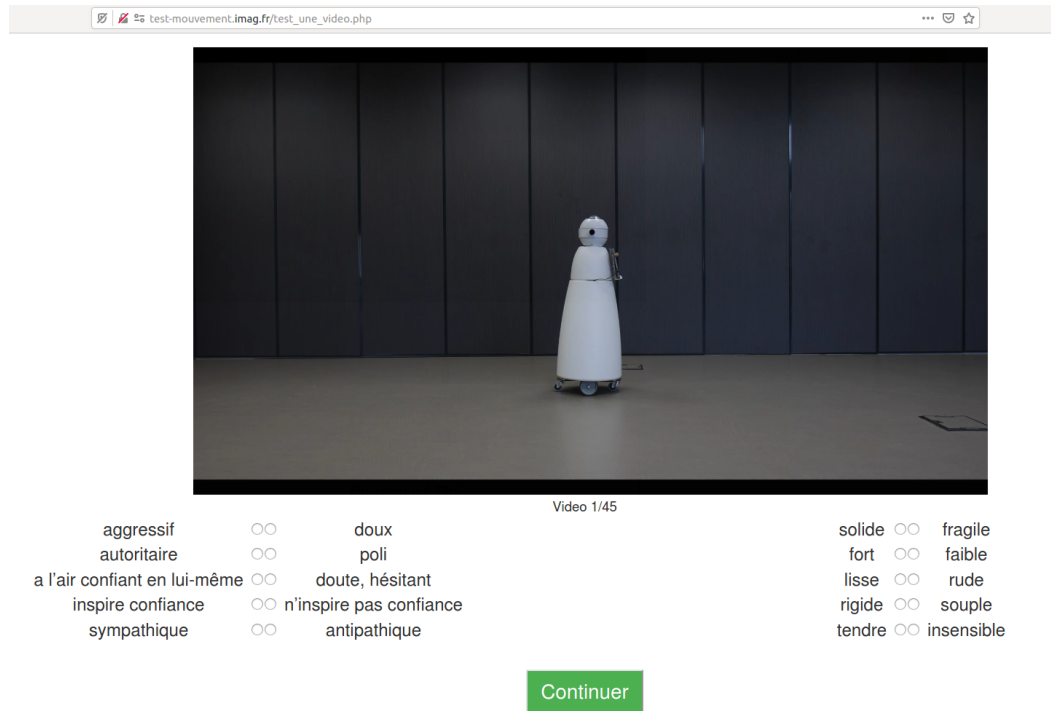 test-mouvement.imag.fr/test_une_video.php
Video 1/45
aggressif doux
autoritaire poli
a l'air confiant en lui-même doute, hésitant
inspire confiance n'inspire pas confiance
sympathique antipathique
solide fragile
fort faible
lisse rude
rigide souple
tendre insensible
Continuer